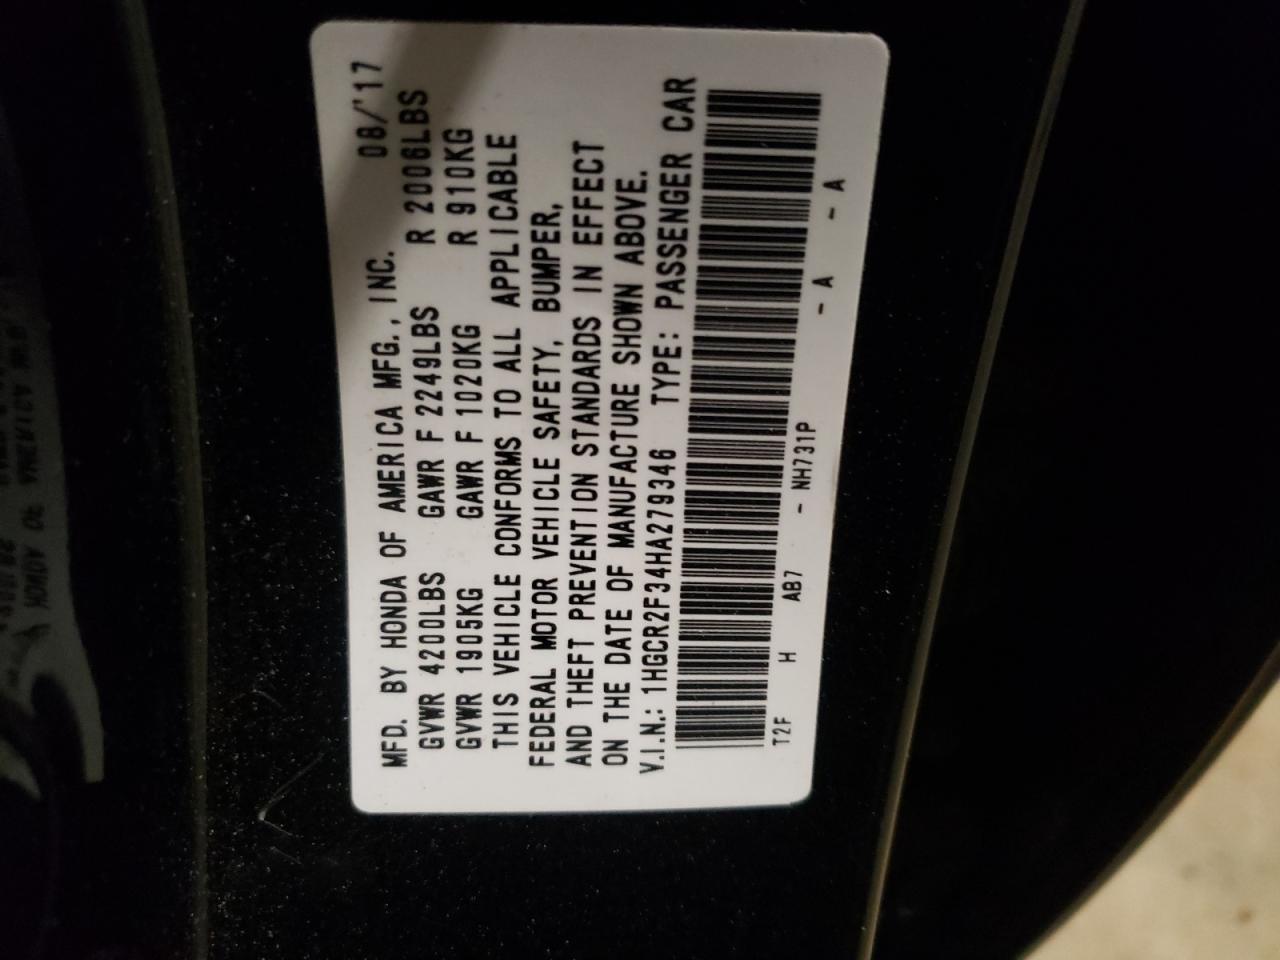 MFD. BY HONDA OF AMERICA MFG., INC. 08/'17
GVWR 4200LBS GAWR F 2249LBS R 2006LBS
GVWR 1905KG GAWR F 1020KG R 910KG
THIS VEHICLE CONFORMS TO ALL APPLICABLE
FEDERAL MOTOR VEHICLE SAFETY, BUMPER,
AND THEFT PREVENTION STANDARDS IN EFFECT
ON THE DATE OF MANUFACTURE SHOWN ABOVE.
V.I.N.: 1HGCR2F34HA279346 TYPE: PASSENGER CAR
T2F H AB7 - NH731P - A - A